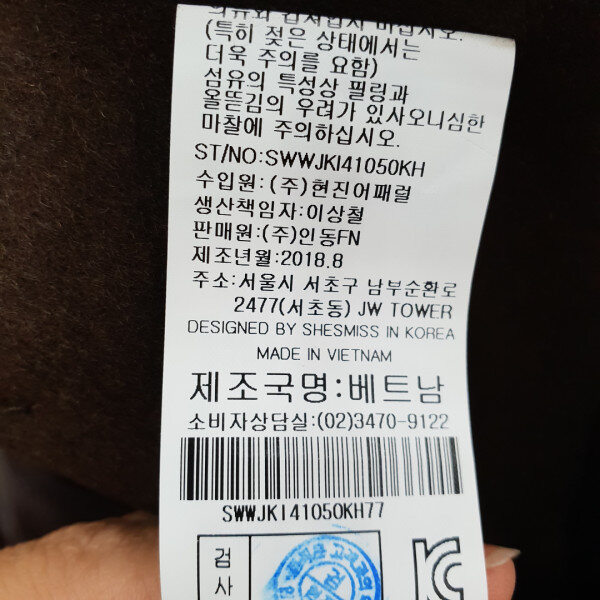 마십시오.
(특히 젖은 상태에서는
더욱 주의를 요함)
섬유의 특성상 필링과
올뜯김의 우려가 있사오니심한
마찰에 주의하십시오.
ST/NO:SWWJKI41050KH
수입원:(주)현진어패럴
생산책임자:이상철
판매원:(주)인동FN
제조년월:2018.8
주소:서울시 서초구 남부순환로
2477(서초동) JW TOWER
DESIGNED BY SHESMISS IN KOREA
MADE IN VIETNAM
제조국명:베트남
소비자상담실:(02)3470-9122
SWWJKI41050KH77
검
사